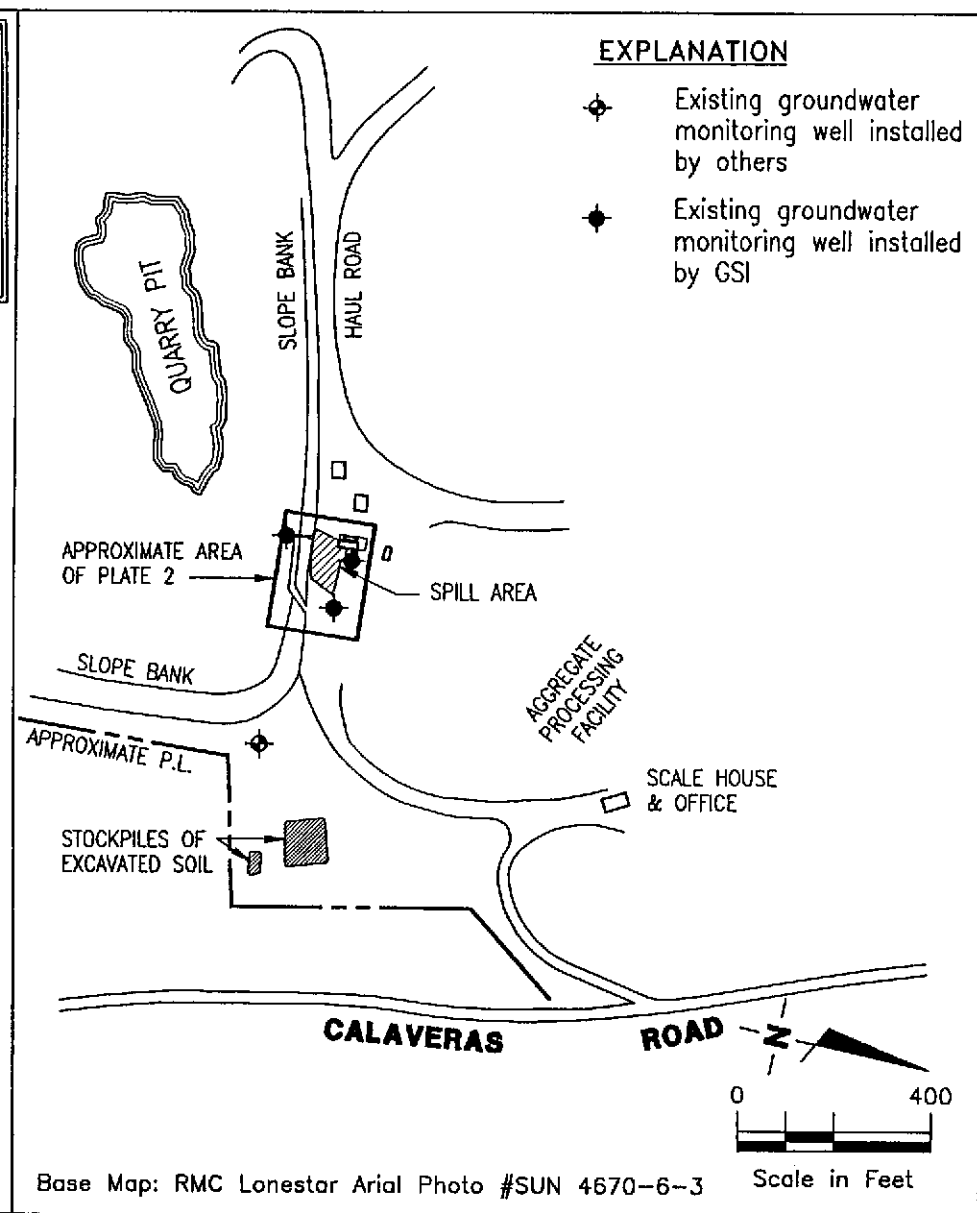 EXPLANATION
Existing groundwater
monitoring well installed
by others
Existing groundwater
monitoring well installed
by GSI
QUARRY PIT
SLOPE BANK
HAUL ROAD
APPROXIMATE AREA
OF PLATE 2
SPILL AREA
SLOPE BANK
AGGREGATE
PROCESSING
FACILITY
APPROXIMATE P.L.
SCALE HOUSE
& OFFICE
STOCKPILES OF
EXCAVATED SOIL
CALAVERAS ROAD
N
0 400
Scale in Feet
Base Map: RMC Lonestar Arial Photo #SUN 4670-6-3